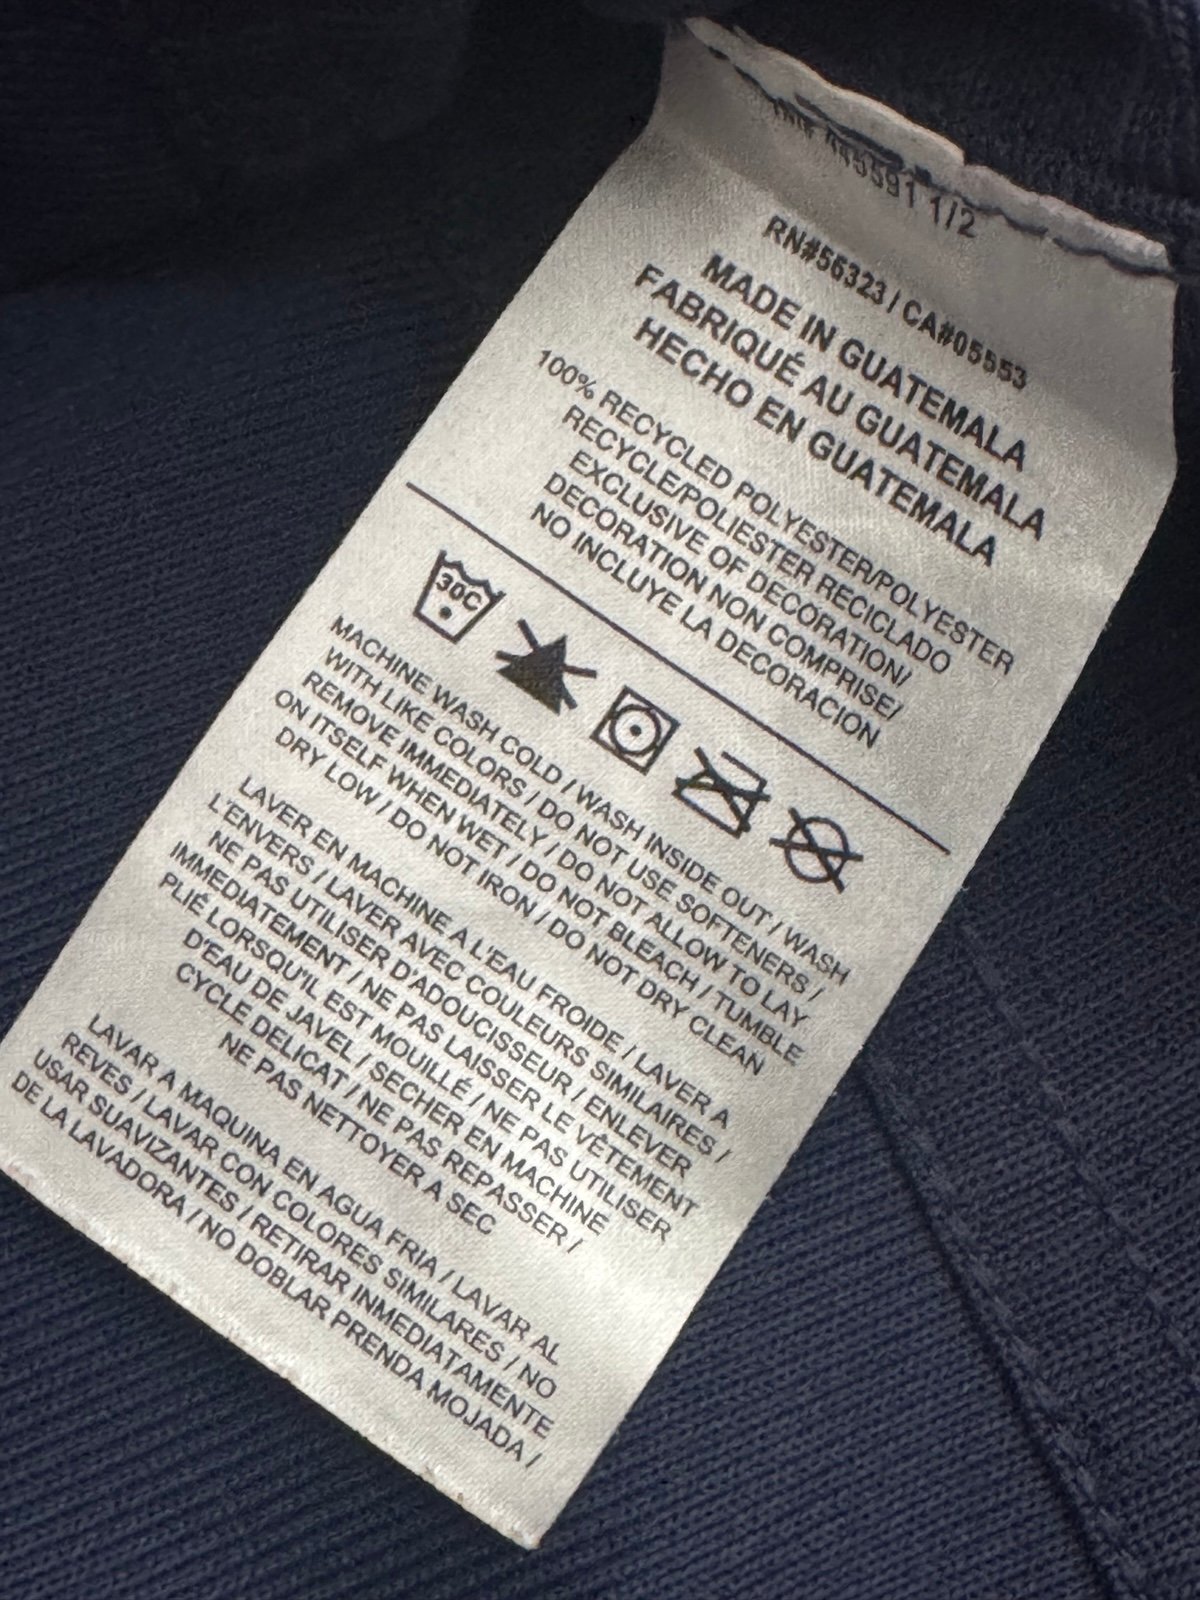 5591 1/2
RN#56323 / CA#05553
MADE IN GUATEMALA
FABRIQUÉ AU GUATEMALA
HECHO EN GUATEMALA
100% RECYCLED POLYESTER/POLYESTER
RECYCLE/POLIESTER RECICLADO
EXCLUSIVE OF DECORATION/
DECORATION NON COMPRISE/
NO INCLUYE LA DECORACION
30C
MACHINE WASH COLD / WASH INSIDE OUT / WASH
WITH LIKE COLORS / DO NOT USE SOFTENERS /
REMOVE IMMEDIATELY / DO NOT ALLOW TO LAY
ON ITSELF WHEN WET / DO NOT BLEACH / TUMBLE
DRY LOW / DO NOT IRON / DO NOT DRY CLEAN
LAVER EN MACHINE A L'EAU FROIDE / LAVER A
L'ENVERS / LAVER AVEC COULEURS SIMILAIRES /
NE PAS UTILISER D'ADOUCISSEUR / ENLEVER
IMMEDIATEMENT / NE PAS LAISSER LE VÊTEMENT
PLIÉ LORSQU'IL EST MOUILLÉ / NE PAS UTILISER
D'EAU DE JAVEL / SECHER EN MACHINE
CYCLE DELICAT / NE PAS REPASSER /
NE PAS NETTOYER A SEC
LAVAR A MAQUINA EN AGUA FRIA / LAVAR AL
REVES / LAVAR CON COLORES SIMILARES / NO
USAR SUAVIZANTES / RETIRAR INMEDIATAMENTE
DE LA LAVADORA / NO DOBLAR PRENDA MOJADA /